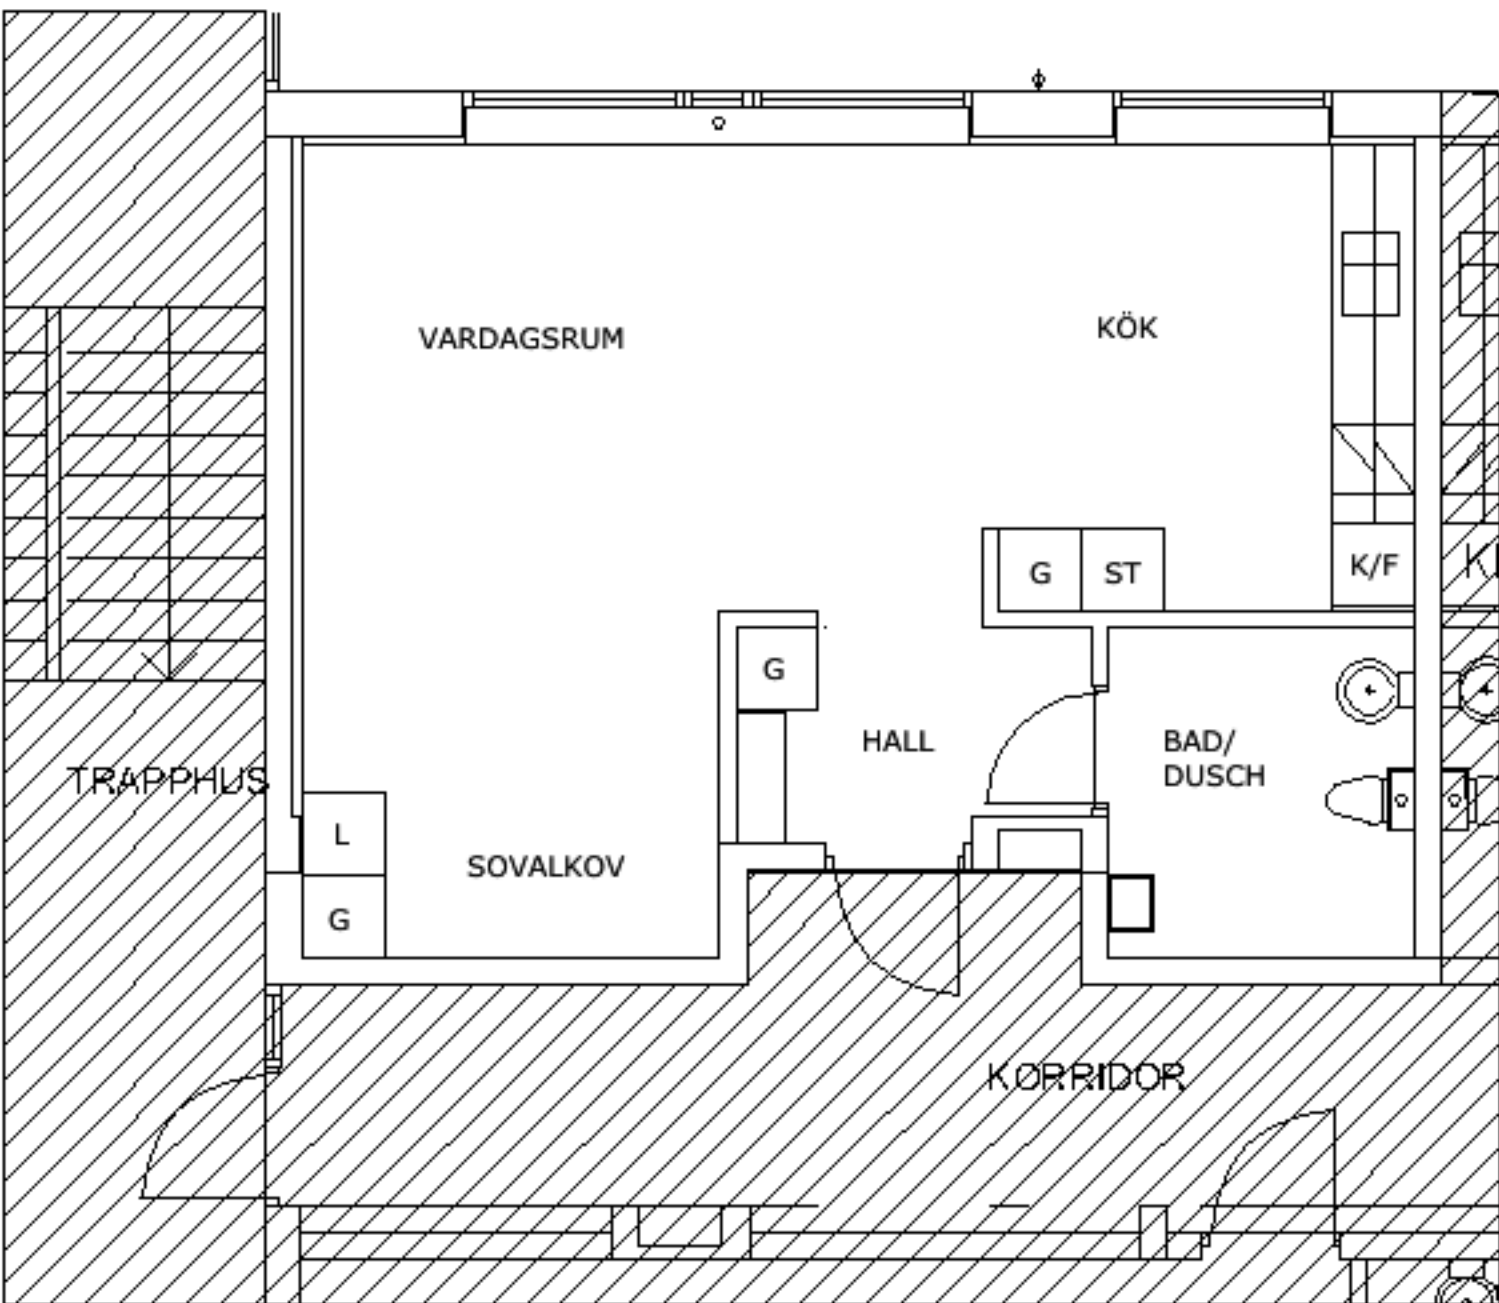 VARDAGSRUM
KÖK
G
ST
K/F
G
HALL
BAD/
DUSCH
TRAPPHUS
L
SOVALKOV
G
KORRIDOR